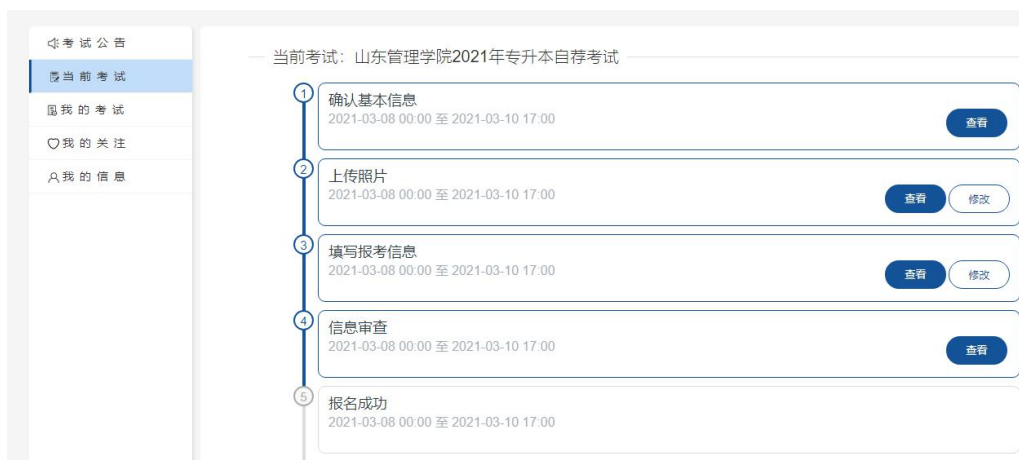 考试公告
当前考试
我的考试
我的关注
我的信息
当前考试：山东管理学院2021年专升本自荐考试
1
确认基本信息
2021-03-08 00:00 至 2021-03-10 17:00
查看
2
上传照片
2021-03-08 00:00 至 2021-03-10 17:00
查看 修改
3
填写报考信息
2021-03-08 00:00 至 2021-03-10 17:00
查看 修改
4
信息审查
2021-03-08 00:00 至 2021-03-10 17:00
查看
5
报名成功
2021-03-08 00:00 至 2021-03-10 17:00